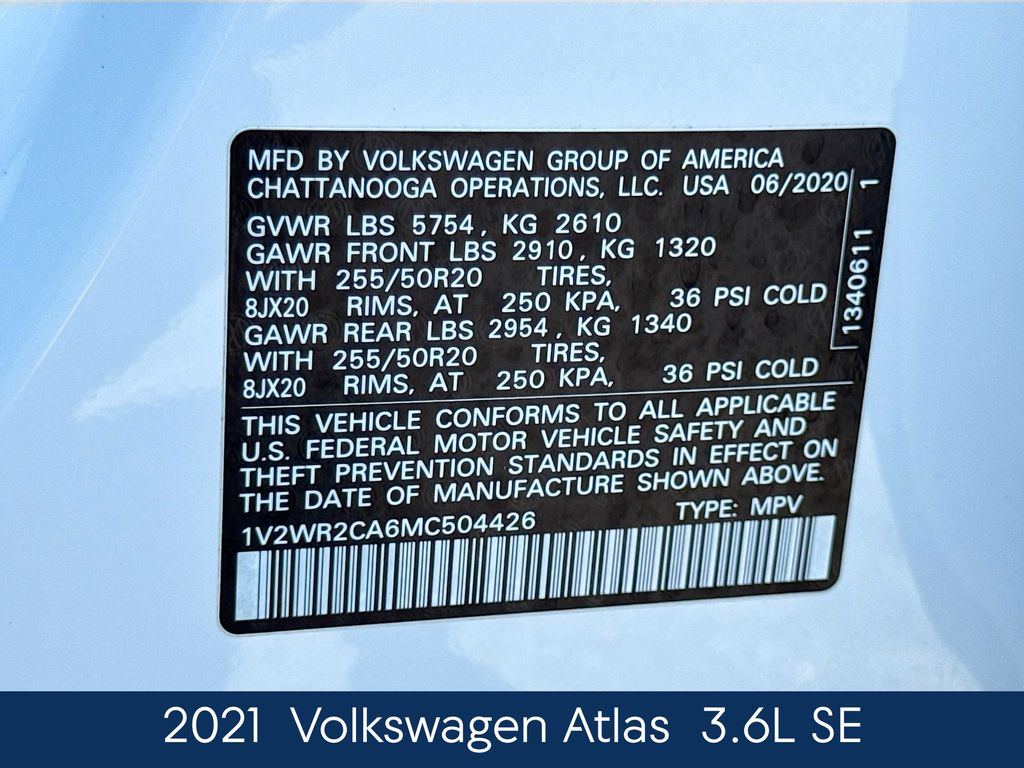 MFD BY VOLKSWAGEN GROUP OF AMERICA
CHATTANOOGA OPERATIONS, LLC. USA 06/2020
GVWR LBS 5754, KG 2610
GAWR FRONT LBS 2910, KG 1320
WITH 255/50R20 TIRES,
8JX20 RIMS, AT 250 KPA, 36 PSI COLD
GAWR REAR LBS 2954, KG 1340
WITH 255/50R20 TIRES,
8JX20 RIMS, AT 250 KPA, 36 PSI COLD
1340611 1
THIS VEHICLE CONFORMS TO ALL APPLICABLE
U.S. FEDERAL MOTOR VEHICLE SAFETY AND
THEFT PREVENTION STANDARDS IN EFFECT ON
THE DATE OF MANUFACTURE SHOWN ABOVE.
1V2WR2CA6MC504426 TYPE: MPV
2021 Volkswagen Atlas 3.6L SE